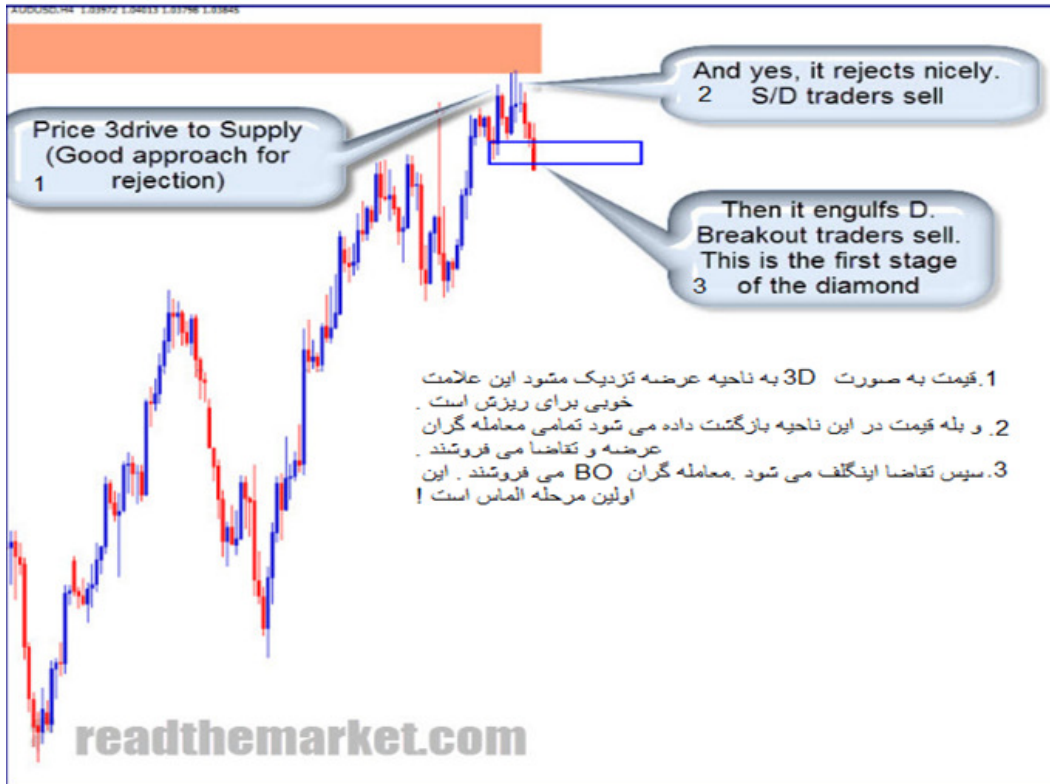 AUDUSD,H4 1.03972 1.04013 1.03798 1.03845
And yes, it rejects nicely.
2 S/D traders sell
Price 3drive to Supply
(Good approach for
1 rejection)
Then it engulfs D.
Breakout traders sell.
This is the first stage
3 of the diamond
1.قیمت به صورت 3D به ناحیه عرضه نزدیک مشود این علامت
خوبی برای ریزش است .
2. و بله قیمت در این ناحیه بازگشت داده می شود تمامی معامله گران
عرضه و تقاضا می فروشند .
3.سپس تقاضا اینگلف می شود .معامله گران BO می فروشند . این
اولین مرحله الماس است !
readthemarket.com